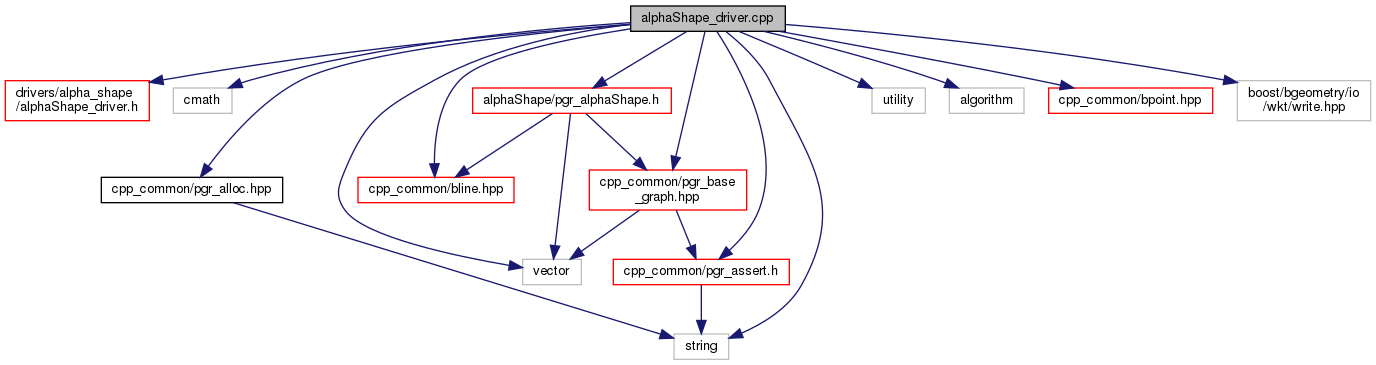 alphaShape_driver.cpp
drivers/alpha_shape
/alphaShape_driver.h
cmath
alphaShape/pgr_alphaShape.h
utility
algorithm
cpp_common/bpoint.hpp
boost/bgeometry/io
/wkt/write.hpp
cpp_common/pgr_alloc.hpp
cpp_common/bline.hpp
cpp_common/pgr_base
_graph.hpp
vector
cpp_common/pgr_assert.h
string